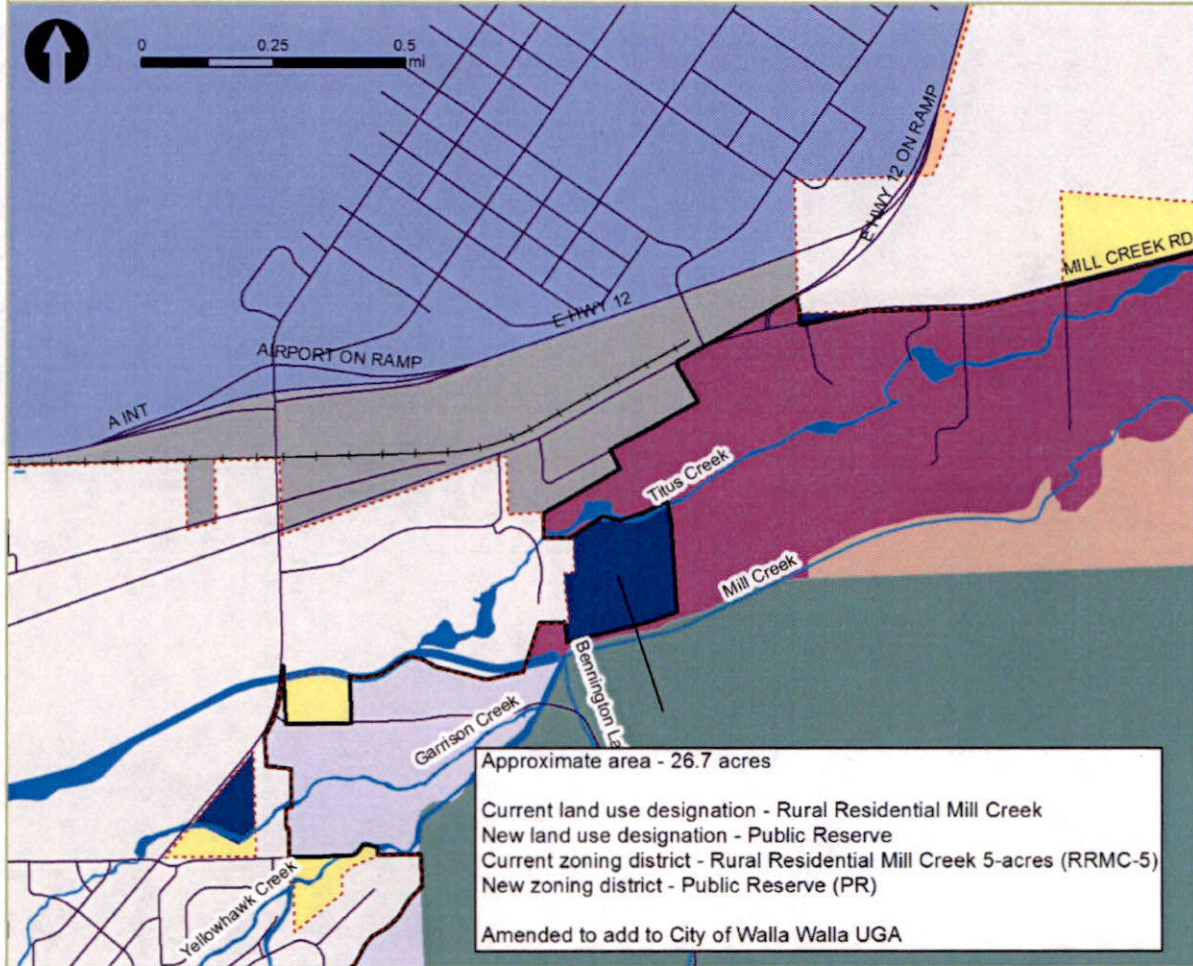 0 0.25 0.5
mi
E HWY 12 ON RAMP
MILL CREEK RD
E HWY 12
AIRPORT ON RAMP
A INT
Titus Creek
Mill Creek
Bennington La
Garrison Creek
Yellowhawk Creek
Approximate area - 26.7 acres
Current land use designation - Rural Residential Mill Creek
New land use designation - Public Reserve
Current zoning district - Rural Residential Mill Creek 5-acres (RRMC-5)
New zoning district - Public Reserve (PR)
Amended to add to City of Walla Walla UGA